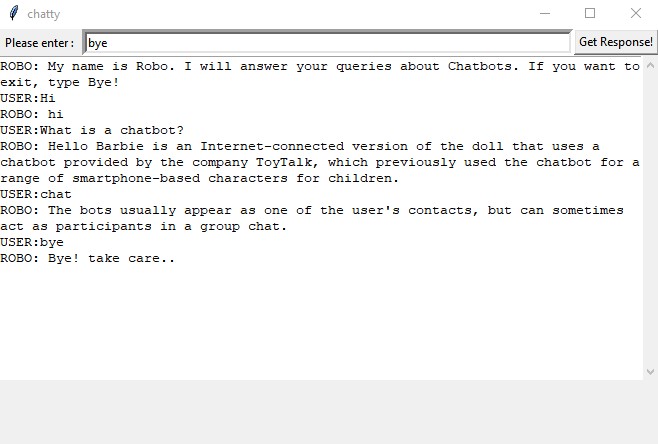 chatty
Please enter : bye Get Response!
ROBO: My name is Robo. I will answer your queries about Chatbots. If you want to
exit, type Bye!
USER:Hi
ROBO: hi
USER:What is a chatbot?
ROBO: Hello Barbie is an Internet-connected version of the doll that uses a
chatbot provided by the company ToyTalk, which previously used the chatbot for a
range of smartphone-based characters for children.
USER:chat
ROBO: The bots usually appear as one of the user's contacts, but can sometimes
act as participants in a group chat.
USER:bye
ROBO: Bye! take care..